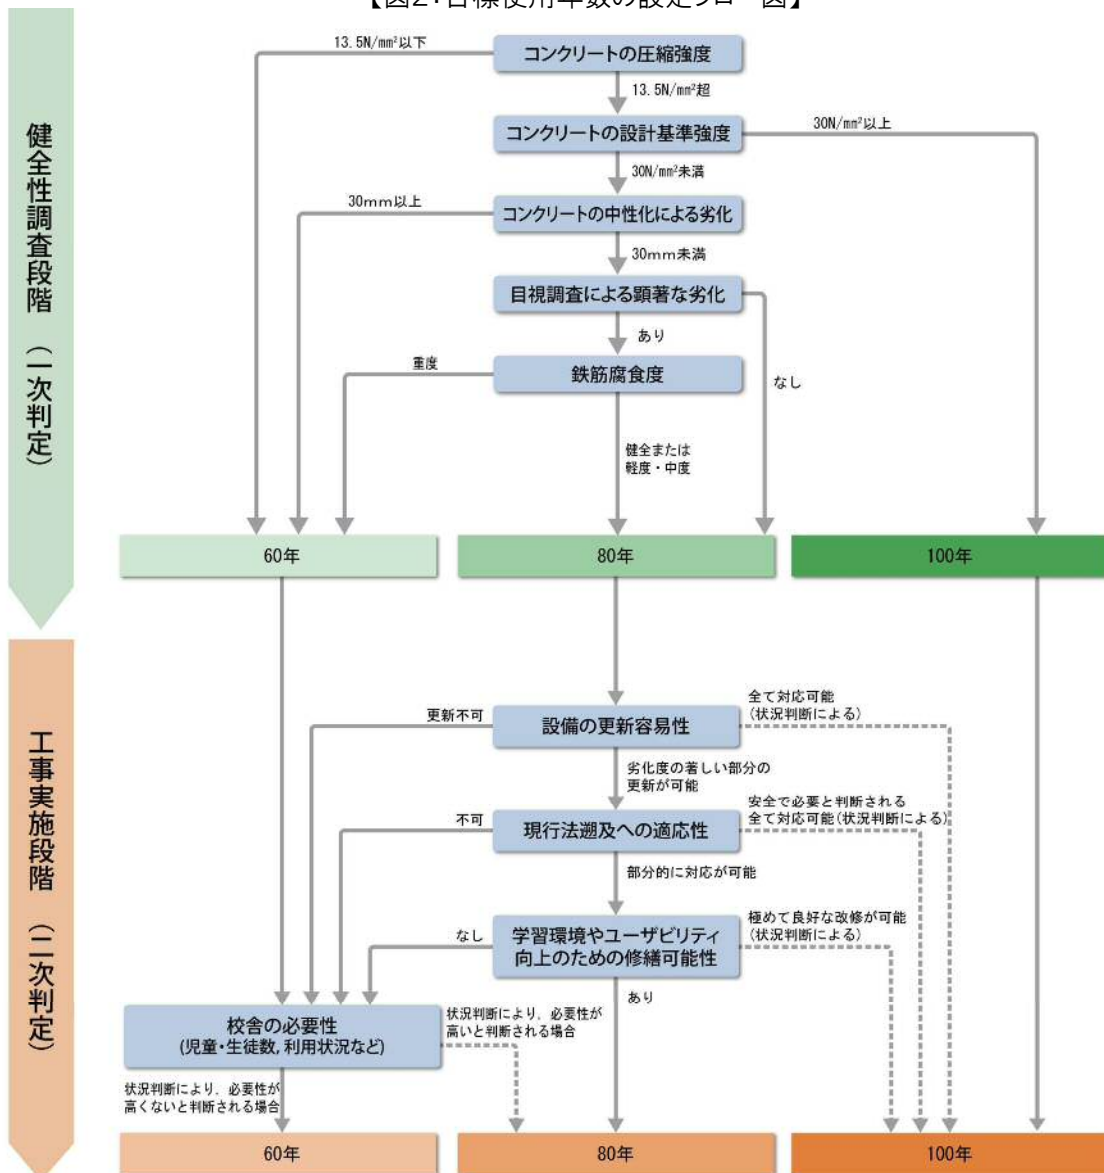 【図2:目標使用年数の設定フロー図】
健全性調査段階 (一次判定)
13.5N/mm²以下
コンクリートの圧縮強度
13.5N/mm²超
コンクリートの設計基準強度
30N/mm²以上
30N/mm²未満
30mm以上
コンクリートの中性化による劣化
30mm未満
目視調査による顕著な劣化
あり
なし
重度
鉄筋腐食度
健全または
軽度・中度
60年
80年
100年
工事実施段階 (二次判定)
更新不可
設備の更新容易性
全て対応可能
(状況判断による)
劣化度の著しい部分の
更新が可能
不可
現行法遡及への適応性
安全で必要と判断される
全て対応可能(状況判断による)
部分的に対応が可能
なし
学習環境やユーザビリティ
向上のための修繕可能性
極めて良好な改修が可能
(状況判断による)
あり
校舎の必要性
(児童・生徒数, 利用状況など)
状況判断により, 必要性が
高いと判断される場合
状況判断により, 必要性が
高くないと判断される場合
60年
80年
100年